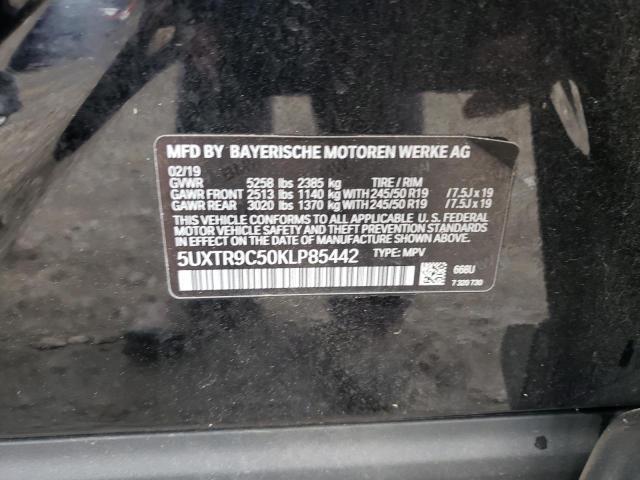 MFD BY BAYERISCHE MOTOREN WERKE AG
02/19
GVWR 5258 lbs 2385 kg TIRE / RIM
GAWR FRONT 2513 lbs 1140 kg WITH 245/50 R19 / 7.5J x 19
GAWR REAR 3020 lbs 1370 kg WITH 245/50 R19 / 7.5J x 19
THIS VEHICLE CONFORMS TO ALL APPLICABLE U. S. FEDERAL
MOTOR VEHICLE SAFETY AND THEFT PREVENTION STANDARDS
IN EFFECT ON THE DATE OF MANUFACTURE SHOWN ABOVE.
5UXTR9C50KLP85442 TYPE: MPV
668U
7 320 730